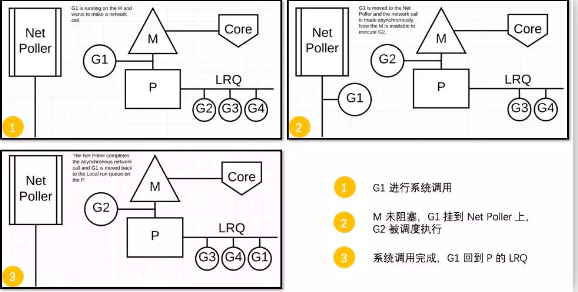 Net
Poller
G1 is running on the M and
wants to make a network
call.
M
Core
G1
P
LRQ
G2 G3 G4
1
Net
Poller
G1 is moved to the Net
Poller and the network call
is made asynchronously.
Now the M is available to
execute G2.
M
Core
G2
G1
P
LRQ
G3 G4
2
Net
Poller
The Net Poller completes
the asynchronous network
call and G1 is moved back
to the Local run queue on
the P.
M
Core
G2
P
LRQ
G3 G4 G1
3
1 G1 进行系统调用
2 M 未阻塞，G1 挂到 Net Poller 上，
G2 被调度执行
3 系统调用完成，G1 回到 P 的 LRQ